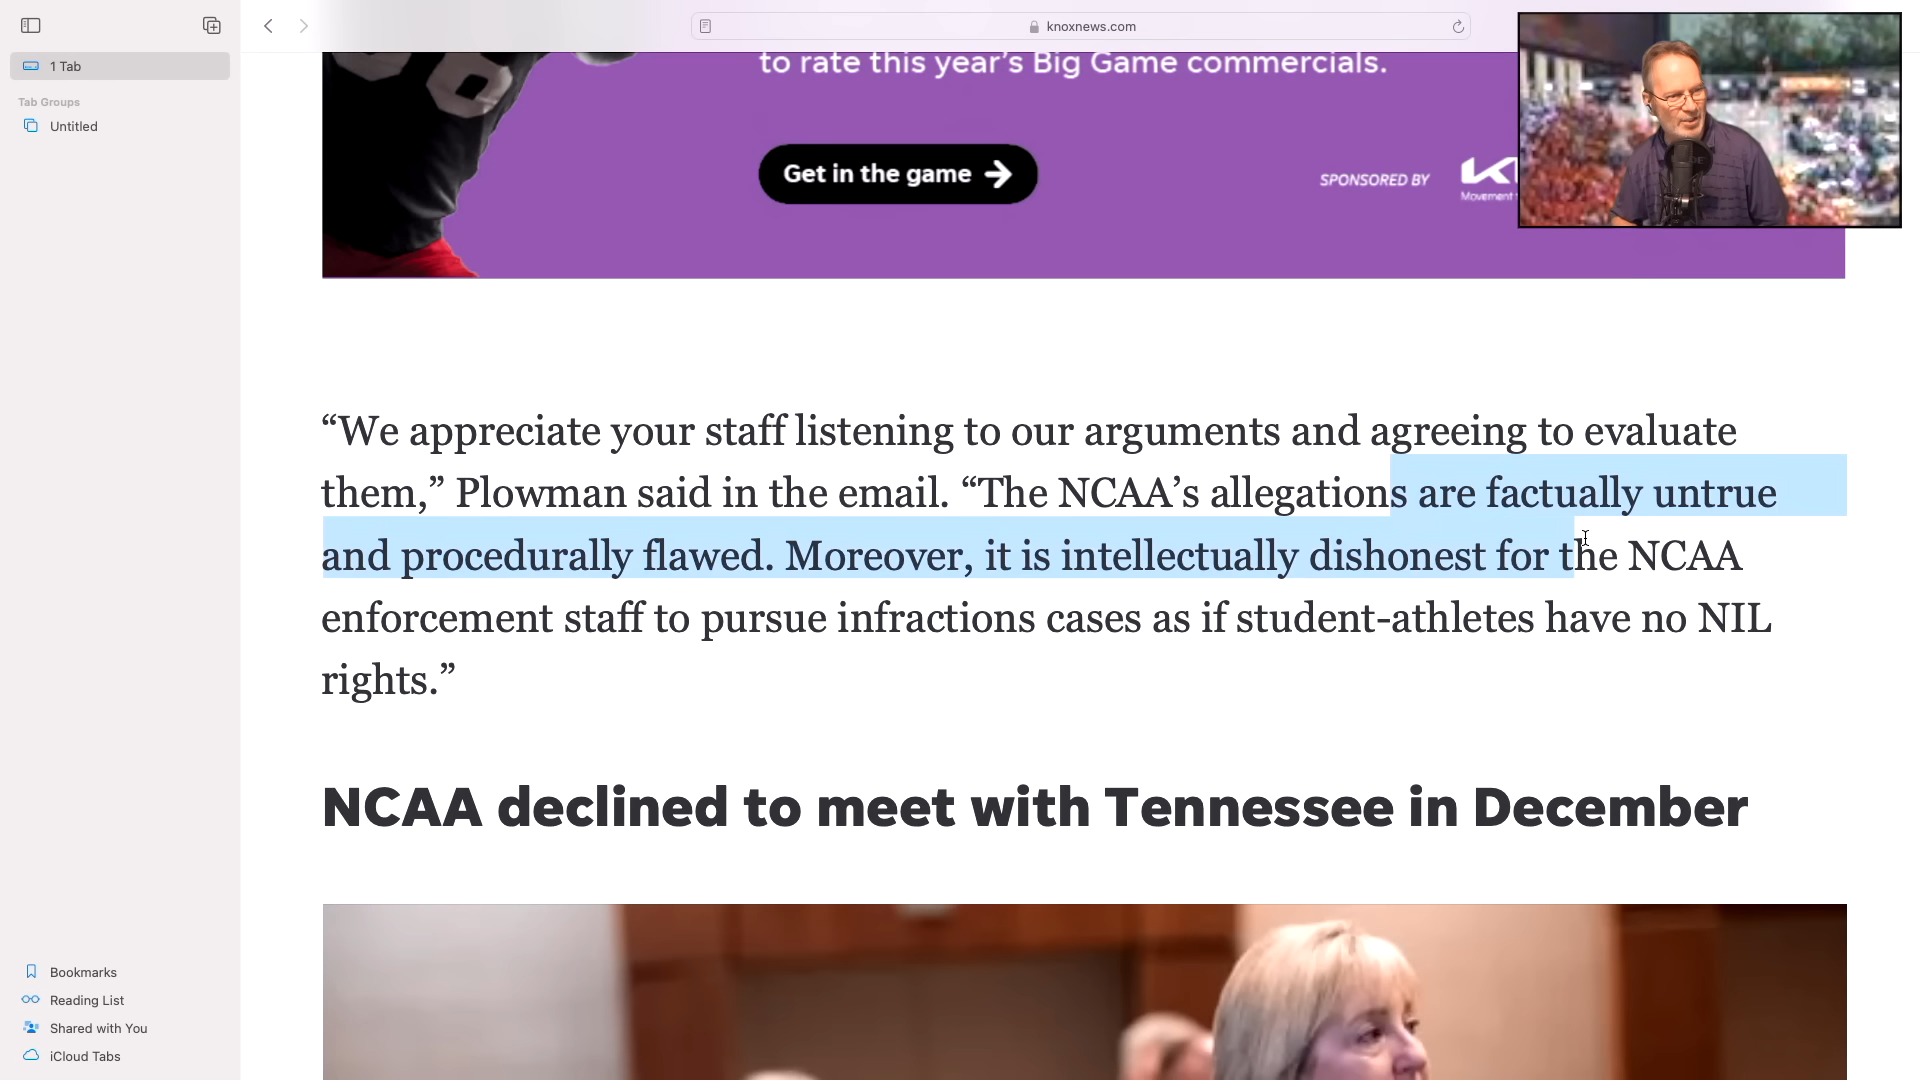 knoxnews.com
1 Tab
Tab Groups
Untitled
to rate this year’s Big Game commercials.
Get in the game
SPONSORED BY
Movement
“We appreciate your staff listening to our arguments and agreeing to evaluate
them,” Plowman said in the email. “The NCAA’s allegations are factually untrue
and procedurally flawed. Moreover, it is intellectually dishonest for the NCAA
enforcement staff to pursue infractions cases as if student-athletes have no NIL
rights.”
NCAA declined to meet with Tennessee in December
Bookmarks
Reading List
Shared with You
iCloud Tabs